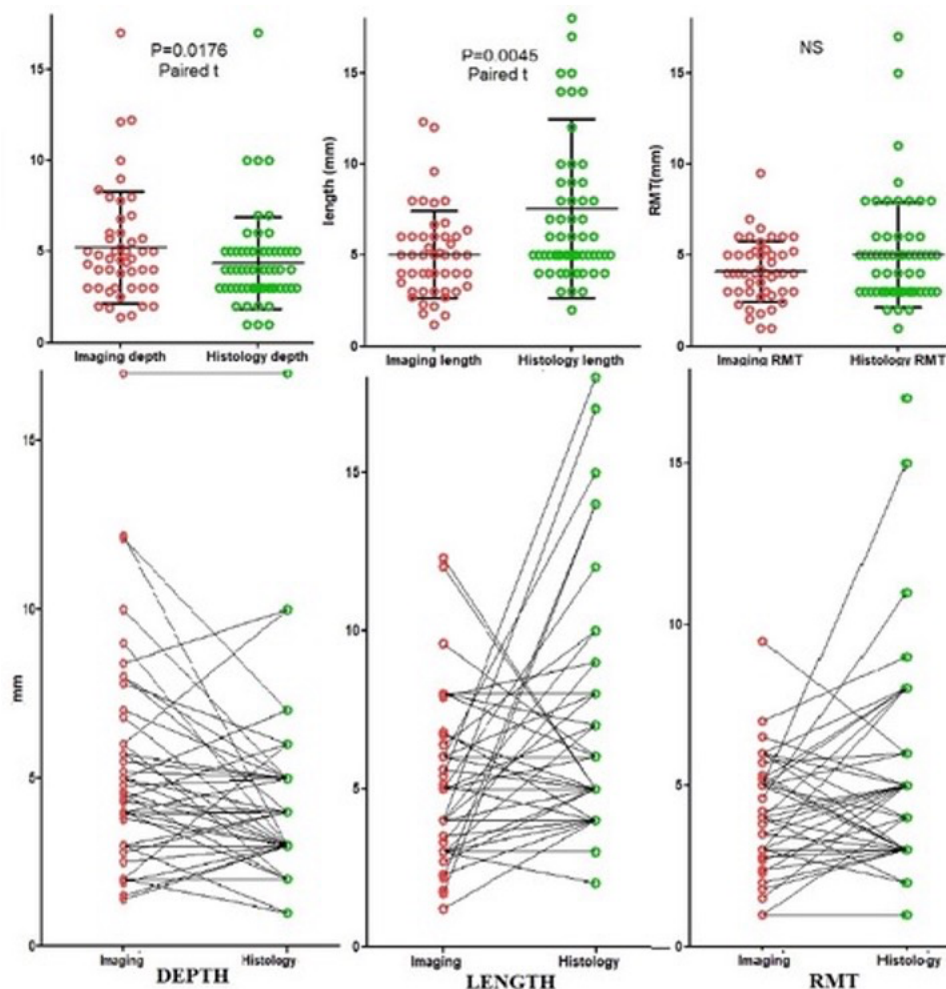 P=0.0176
Paired t
15
10
5
0
Imaging depth
Histology depth
length (mm)
P=0.0045
Paired t
15
10
5
0
Imaging length
Histology length
RMT(mm)
NS
15
10
5
0
Imaging RMT
Histology RMT
mm
15
10
5
0
Imaging
Histology
DEPTH
15
10
5
0
Imaging
Histology
LENGTH
15
10
5
0
Imaging
Histology
RMT